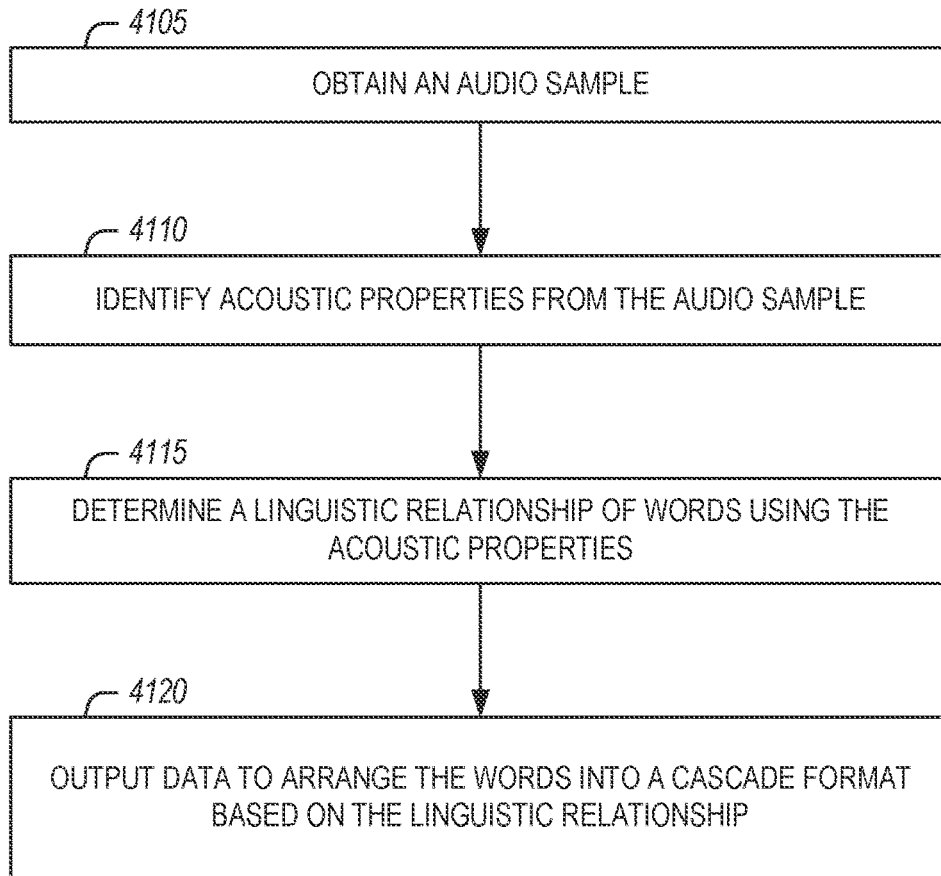 4105
OBTAIN AN AUDIO SAMPLE
4110
IDENTIFY ACOUSTIC PROPERTIES FROM THE AUDIO SAMPLE
4115
DETERMINE A LINGUISTIC RELATIONSHIP OF WORDS USING THE
ACOUSTIC PROPERTIES
4120
OUTPUT DATA TO ARRANGE THE WORDS INTO A CASCADE FORMAT
BASED ON THE LINGUISTIC RELATIONSHIP